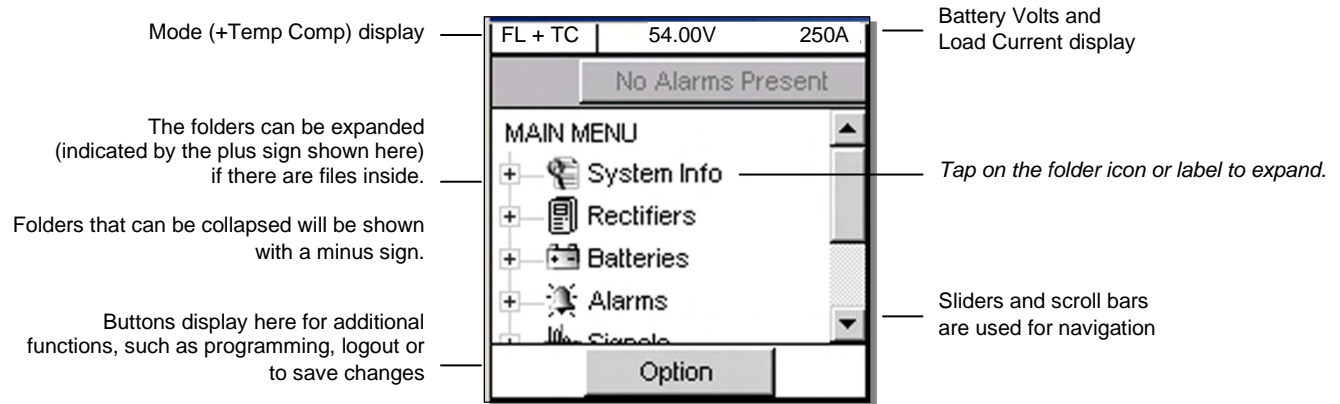 Mode (+Temp Comp) display
The folders can be expanded
(indicated by the plus sign shown here)
if there are files inside.
Folders that can be collapsed will be shown
with a minus sign.
Buttons display here for additional
functions, such as programming, logout or
to save changes
FL + TC 54.00V 250A
No Alarms Present
MAIN MENU
System Info
Rectifiers
Batteries
Alarms
Signals
Option
Battery Volts and
Load Current display
Tap on the folder icon or label to expand.
Sliders and scroll bars
are used for navigation